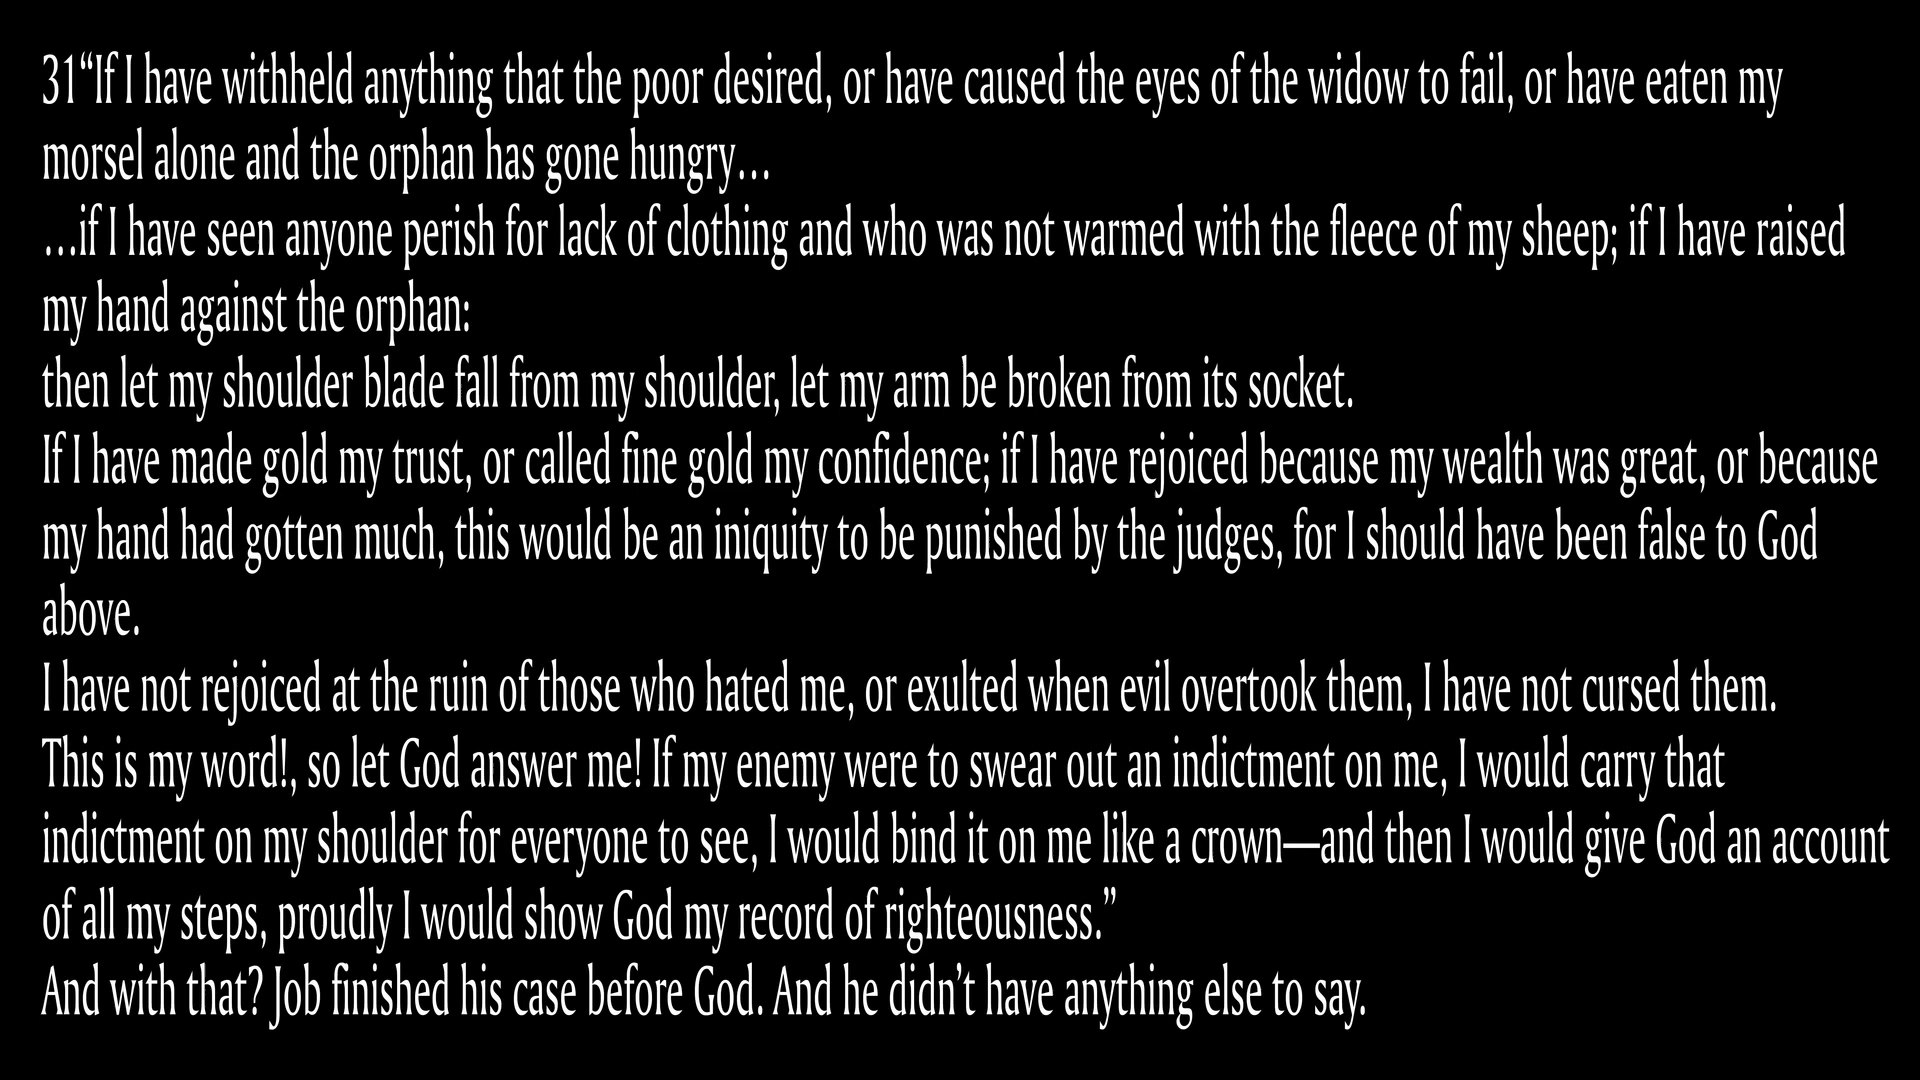 31“If I have withheld anything that the poor desired, or have caused the eyes of the widow to fail, or have eaten my
morsel alone and the orphan has gone hungry…
…if I have seen anyone perish for lack of clothing and who was not warmed with the fleece of my sheep; if I have raised
my hand against the orphan:
then let my shoulder blade fall from my shoulder, let my arm be broken from its socket.
If I have made gold my trust, or called fine gold my confidence; if I have rejoiced because my wealth was great, or because
my hand had gotten much, this would be an iniquity to be punished by the judges, for I should have been false to God
above.
I have not rejoiced at the ruin of those who hated me, or exulted when evil overtook them, I have not cursed them.
This is my word!, so let God answer me! If my enemy were to swear out an indictment on me, I would carry that
indictment on my shoulder for everyone to see, I would bind it on me like a crown—and then I would give God an account
of all my steps, proudly I would show God my record of righteousness.”
And with that? Job finished his case before God. And he didn’t have anything else to say.